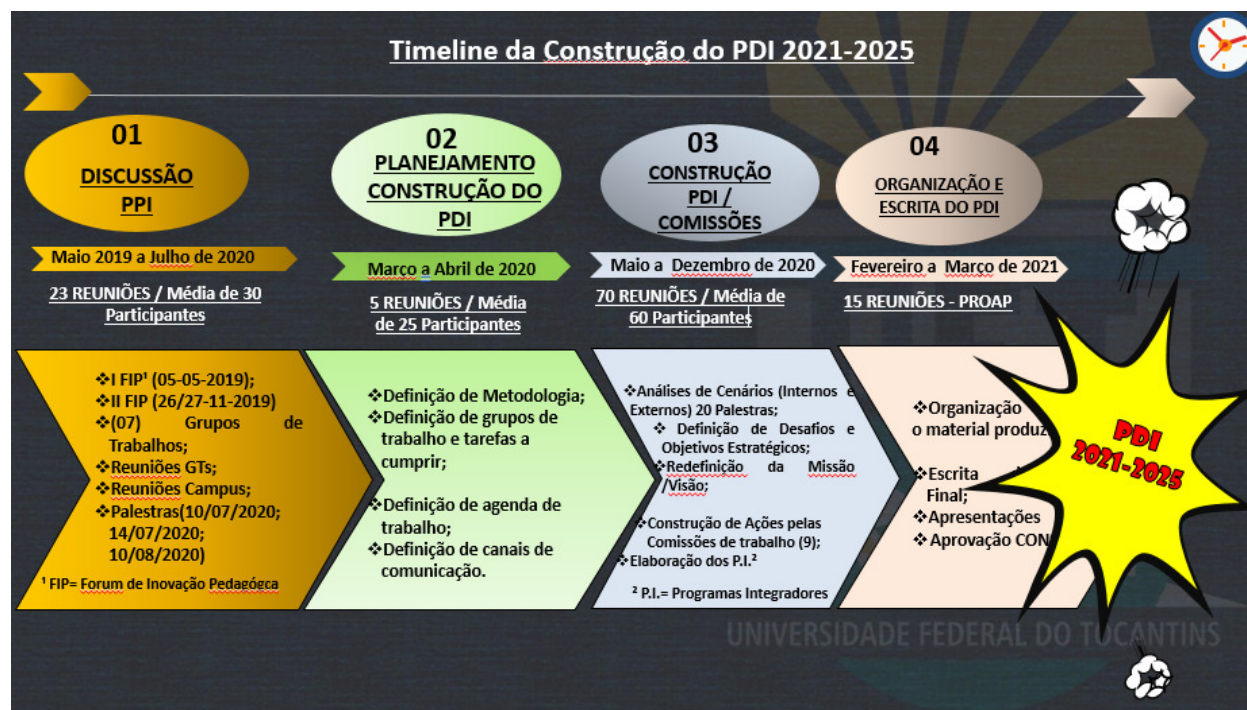 Timeline da Construção do PDI 2021-2025
01
DISCUSSÃO
PPI
Maio 2019 a Julho de 2020
23 REUNIÕES / Média de 30
Participantes
❖I FIP¹ (05-05-2019);
❖II FIP (26/27-11-2019)
❖(07) Grupos de
Trabalhos;
❖Reuniões GTs;
❖Reuniões Campus;
❖Palestras(10/07/2020;
14/07/2020;
10/08/2020)
¹ FIP= Forum de Inovação Pedagógca
02
PLANEJAMENTO
CONSTRUÇÃO DO
PDI
Março a Abril de 2020
5 REUNIÕES / Média
de 25 Participantes
❖Definição de Metodologia;
❖Definição de grupos de
trabalho e tarefas a
cumprir;
❖Definição de agenda de
trabalho;
❖Definição de canais de
comunicação.
03
CONSTRUÇÃO
PDI /
COMISSÕES
Maio a Dezembro de 2020
70 REUNIÕES / Média de
60 Participantes
❖Análises de Cenários (Internos e
Externos) 20 Palestras;
❖ Definição de Desafios e
Objetivos Estratégicos;
❖Redefinição da Missão
/Visão;
❖Construção de Ações pelas
Comissões de trabalho (9);
❖Elaboração dos P.I.²
² P.I.= Programas Integradores
04
ORGANIZAÇÃO E
ESCRITA DO PDI
Fevereiro a Março de 2021
15 REUNIÕES - PROAP
❖Organização
o material
❖Escrita
Final;
❖Apresentações
❖Aprovação
PDI
2021-2025
UNIVERSIDADE FEDERAL DO TOCANTINS